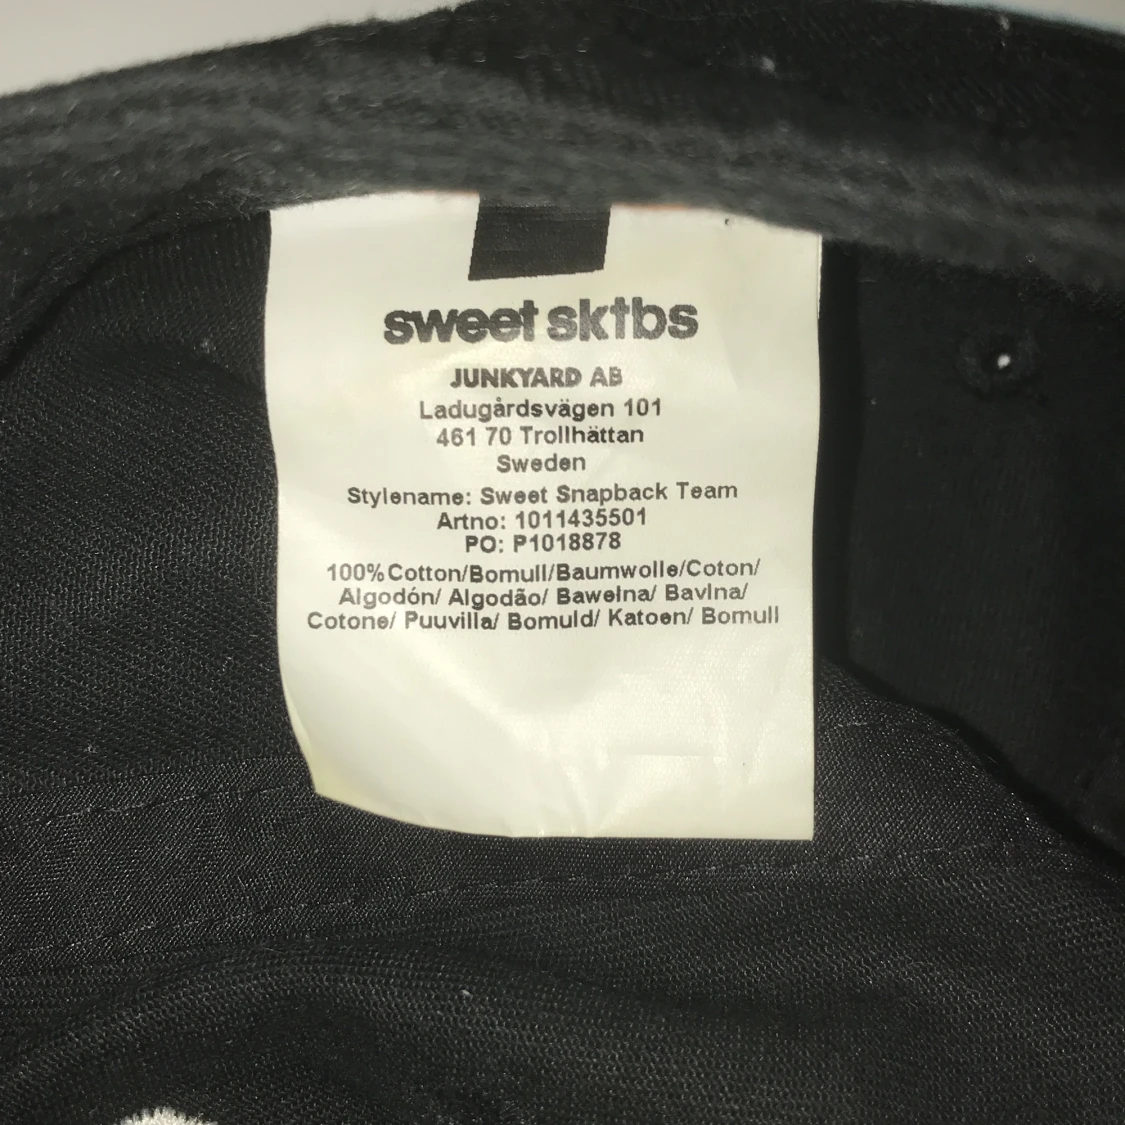 sweet sktbs
JUNKYARD AB
Ladugårdsvägen 101
461 70 Trollhättan
Sweden
Stylename: Sweet Snapback Team
Artno: 1011435501
PO: P1018878
100%Cotton/Bomull/Baumwolle/Coton/
Algodón/ Algodão/ Bawełna/ Bavlna/
Cotone/ Puuvilla/ Bomuld/ Katoen/ Bomull